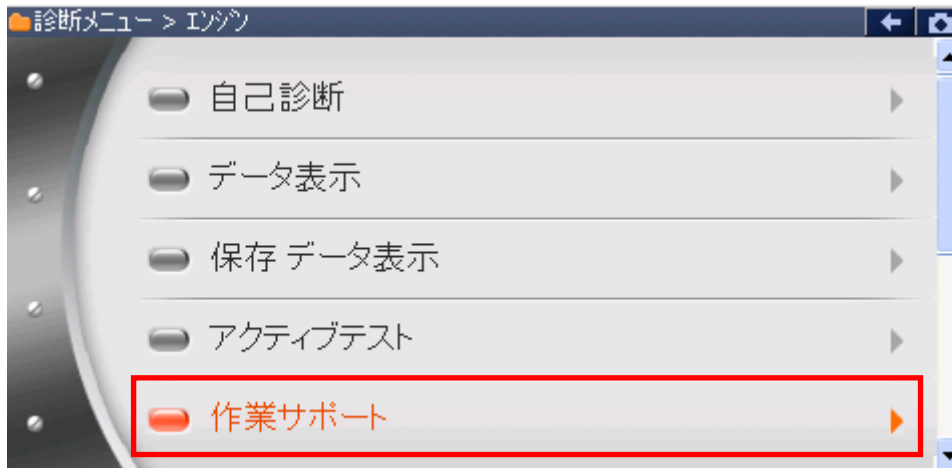 診断メニュー > エンジン
自己診断
データ表示
保存 データ表示
アクティブテスト
作業サポート